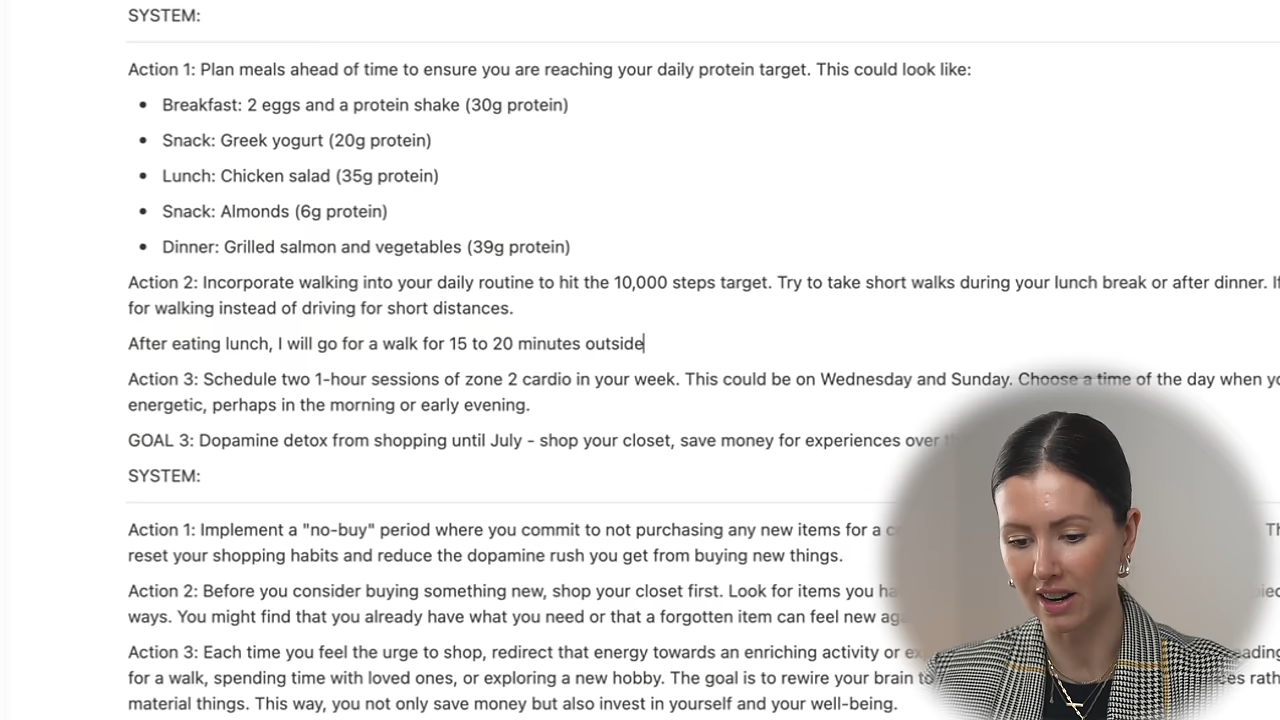 SYSTEM:
Action 1: Plan meals ahead of time to ensure you are reaching your daily protein target. This could look like:
• Breakfast: 2 eggs and a protein shake (30g protein)
• Snack: Greek yogurt (20g protein)
• Lunch: Chicken salad (35g protein)
• Snack: Almonds (6g protein)
• Dinner: Grilled salmon and vegetables (39g protein)
Action 2: Incorporate walking into your daily routine to hit the 10,000 steps target. Try to take short walks during your lunch break or after dinner. If
for walking instead of driving for short distances.
After eating lunch, I will go for a walk for 15 to 20 minutes outside
Action 3: Schedule two 1-hour sessions of zone 2 cardio in your week. This could be on Wednesday and Sunday. Choose a time of the day when
energetic, perhaps in the morning or early evening.
GOAL 3: Dopamine detox from shopping until July - shop your closet, save money for experiences over
SYSTEM:
Action 1: Implement a "no-buy" period where you commit to not purchasing any new items for a
reset your shopping habits and reduce the dopamine rush you get from buying new things.
Action 2: Before you consider buying something new, shop your closet first. Look for items you
ways. You might find that you already have what you need or that a forgotten item can feel new
Action 3: Each time you feel the urge to shop, redirect that energy towards an enriching activity or
for a walk, spending time with loved ones, or exploring a new hobby. The goal is to rewire your brain to
material things. This way, you not only save money but also invest in yourself and your well-being.